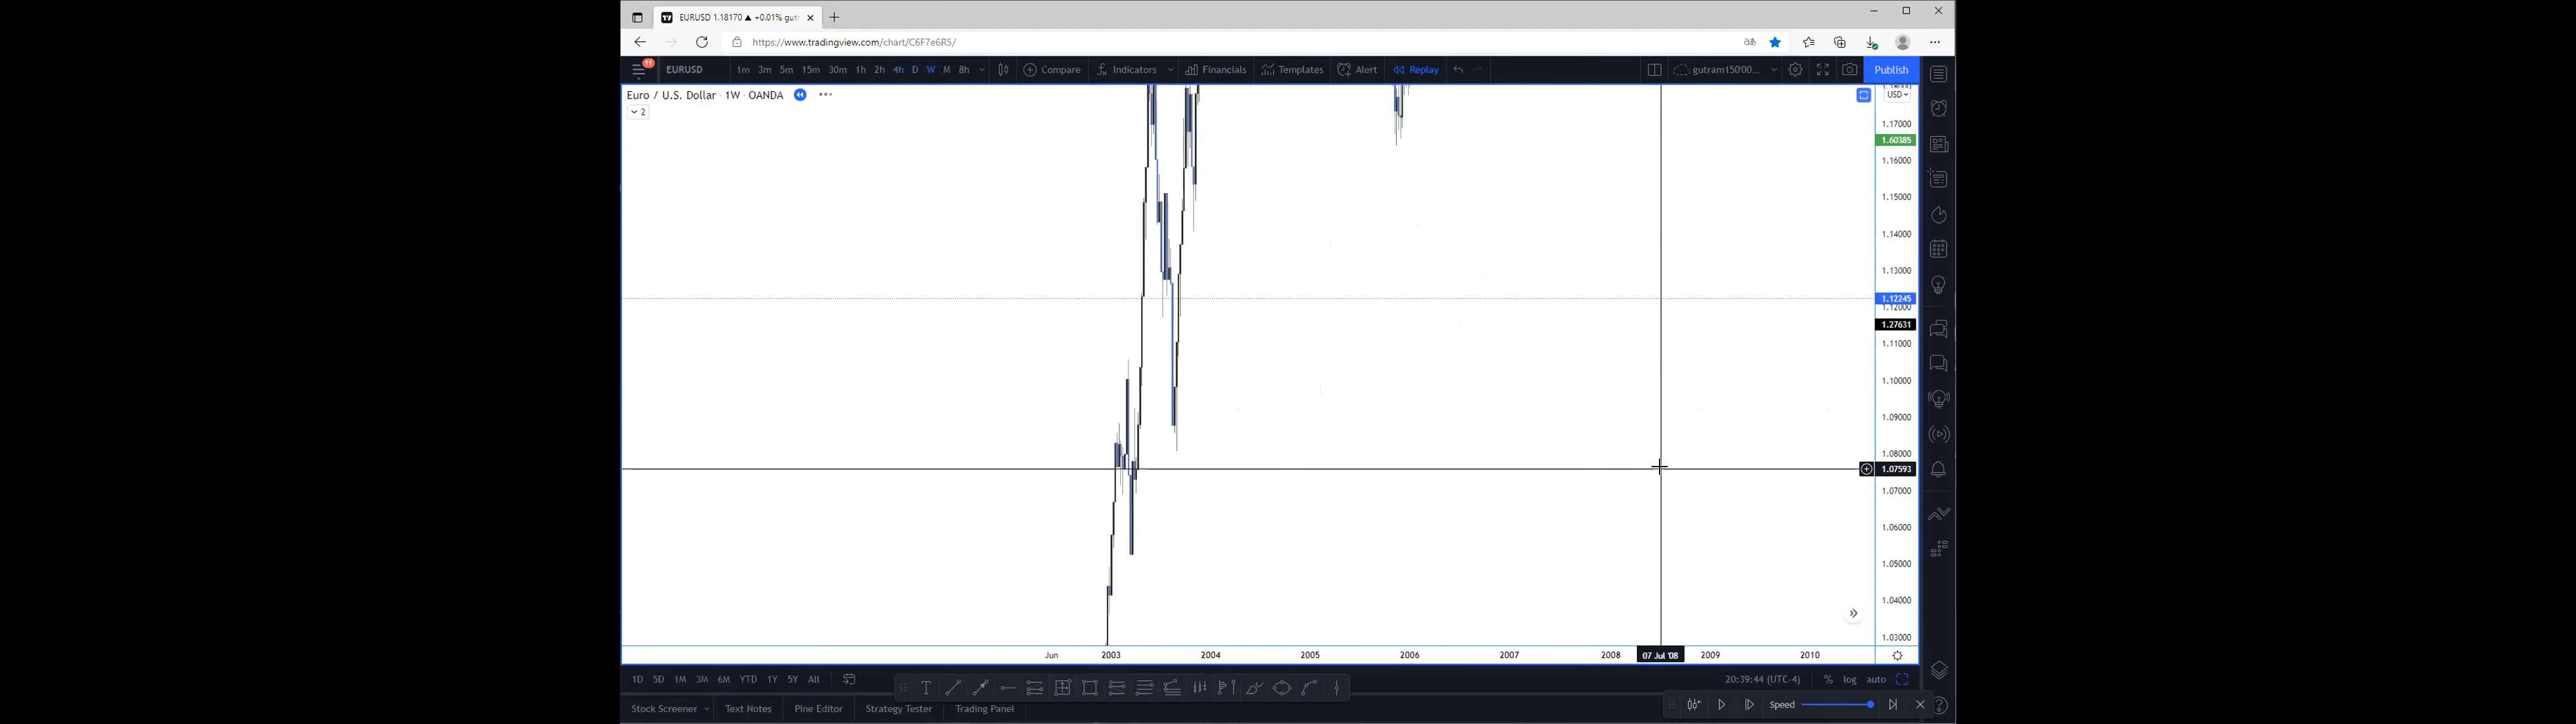 EURUSD 1.18170 ▲ +0.01% gut
https://www.tradingview.com/chart/C6F7e6R5/
11
EURUSD 1m 3m 5m 15m 30m 1h 2h 4h D W M 8h Compare Indicators Financials Templates Alert Replay gutram150'00... Publish
Euro / U.S. Dollar · 1W · OANDA
USD
2
1.17000
1.60385
1.16000
1.15000
1.14000
1.13000
1.12245
1.12000
1.27631
1.11000
1.10000
1.09000
1.08000
1.07593
1.07000
1.06000
1.05000
1.04000
1.03000
Jun 2003 2004 2005 2006 2007 2008 07 Jul '08 2009 2010
1D 5D 1M 3M 6M YTD 1Y 5Y All 20:39:44 (UTC-4) % log auto
Stock Screener Text Notes Pine Editor Strategy Tester Trading Panel Speed